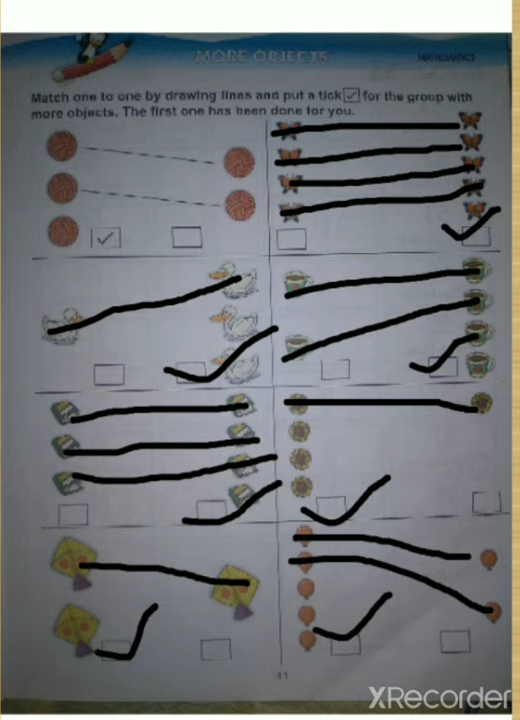 MORE OBJECTS
MATHEMATICS
Match one to one by drawing lines and put a tick ✓ for the group with
more objects. The first one has been done for you.
41
XRecorder